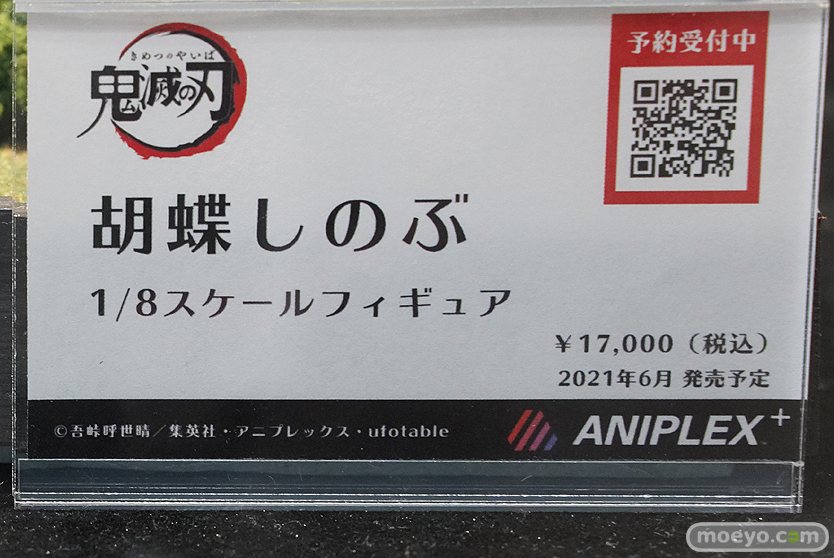 きめつのやいば
鬼滅の刃
予約受付中
胡蝶しのぶ
1/8スケールフィギュア
¥17,000（税込）
2021年6月 発売予定
©吾峠呼世晴／集英社・アニプレックス・ufotable
ANIPLEX+
moeyo.com